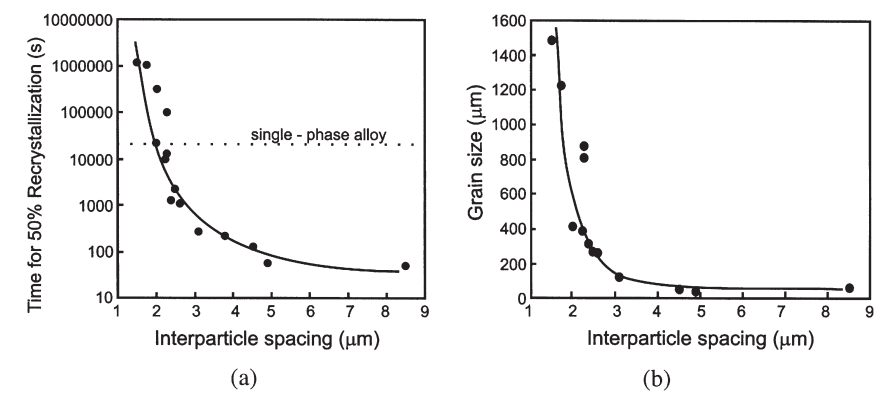 Time for 50% Recrystallization (s)
10000000
1000000
100000
10000
1000
100
10
single - phase alloy
1 2 3 4 5 6 7 8 9
Interparticle spacing (μm)
(a)
Grain size (μm)
1600
1400
1200
1000
800
600
400
200
0
1 2 3 4 5 6 7 8 9
Interparticle spacing (μm)
(b)